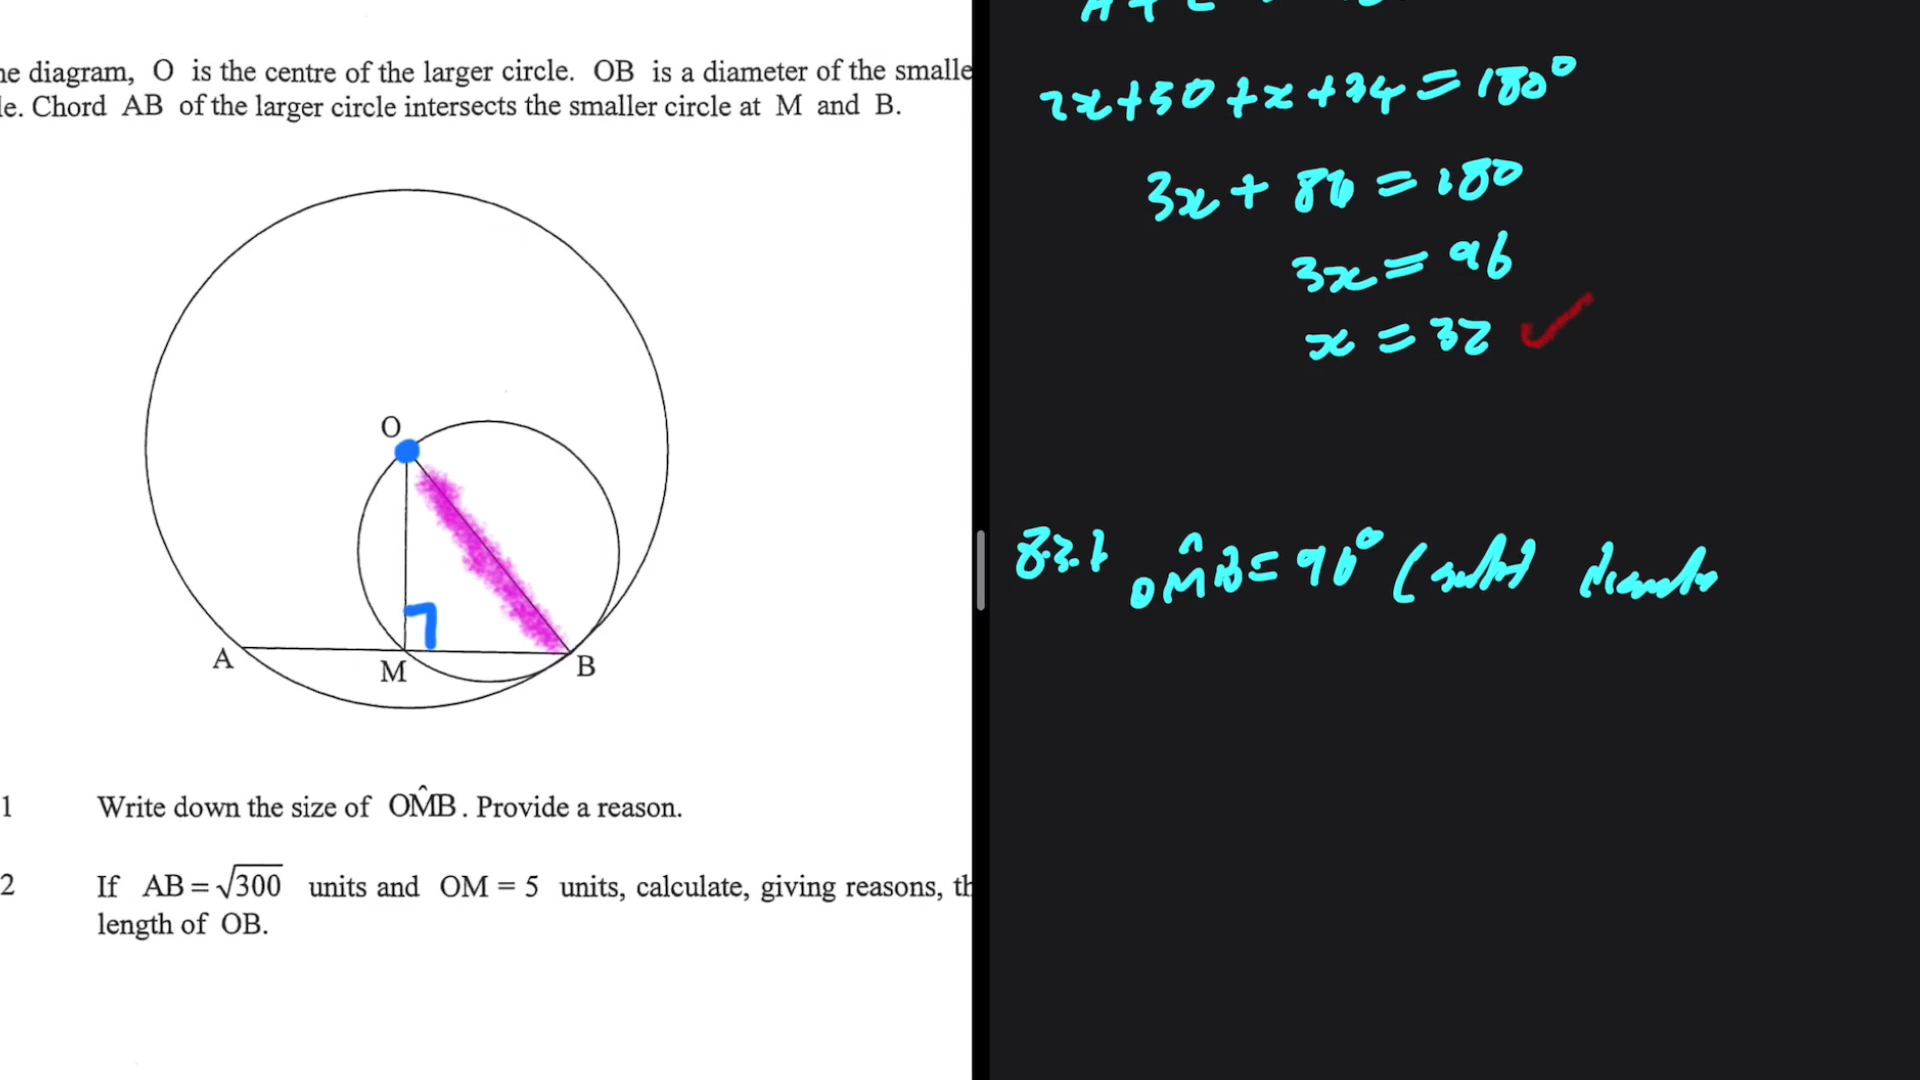 he diagram, O is the centre of the larger circle. OB is a diameter of the smalle
le. Chord AB of the larger circle intersects the smaller circle at M and B.
O
A
M
B
1 Write down the size of OM̂B. Provide a reason.
2 If AB = √300 units and OM = 5 units, calculate, giving reasons, th
length of OB.
2x+50+x+34=180°
3x+84=180
3x=96
x=32
8.3.1 OM̂B=90° (